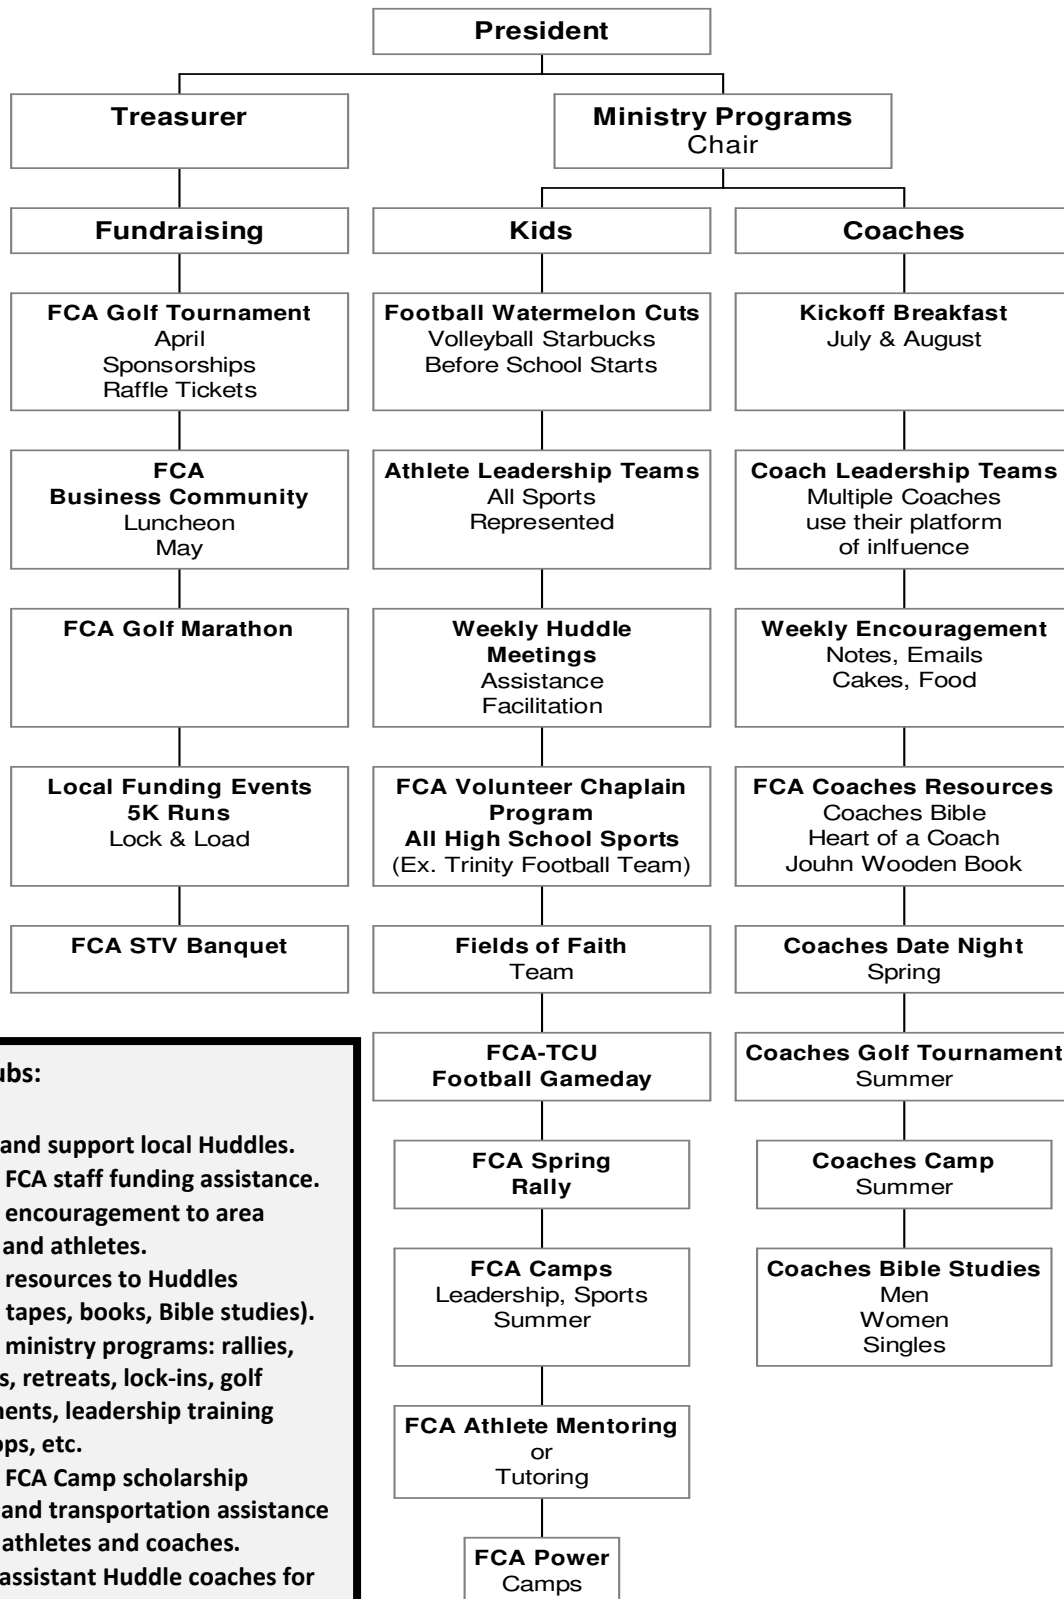 President
Treasurer
Ministry Programs
Chair
Fundraising
Kids
Coaches
FCA Golf Tournament
April
Sponsorships
Raffle Tickets
Football Watermelon Cuts
Volleyball Starbucks
Before School Starts
Kickoff Breakfast
July & August
FCA
Business Community
Luncheon
May
Athlete Leadership Teams
All Sports
Represented
Coach Leadership Teams
Multiple Coaches
use their platform
of inlfuence
FCA Golf Marathon
Weekly Huddle
Meetings
Assistance
Facilitation
Weekly Encouragement
Notes, Emails
Cakes, Food
Local Funding Events
5K Runs
Lock & Load
FCA Volunteer Chaplain
Program
All High School Sports
(Ex. Trinity Football Team)
FCA Coaches Resources
Coaches Bible
Heart of a Coach
Jouhn Wooden Book
FCA STV Banquet
Fields of Faith
Team
Coaches Date Night
Spring
FCA-TCU
Football Gameday
Coaches Golf Tournament
Summer
FCA Spring
Rally
Coaches Camp
Summer
FCA Camps
Leadership, Sports
Summer
Coaches Bible Studies
Men
Women
Singles
FCA Athlete Mentoring
or
Tutoring
FCA Power
Camps
ubs:
and support local Huddles.
FCA staff funding assistance.
encouragement to area
and athletes.
resources to Huddles
tapes, books, Bible studies).
ministry programs: rallies,
s, retreats, lock-ins, golf
ments, leadership training
ops, etc.
FCA Camp scholarship
and transportation assistance
athletes and coaches.
assistant Huddle coaches for